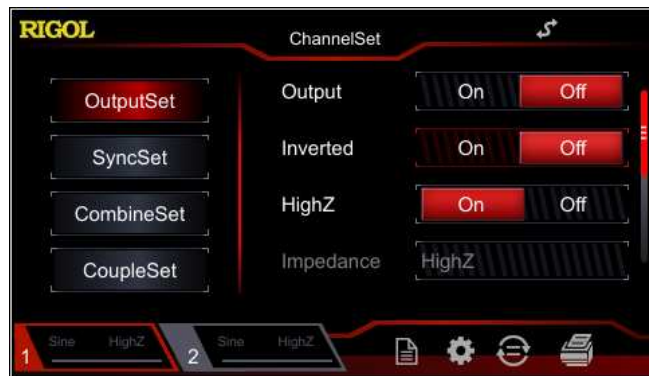 RIGOL
ChannelSet
OutputSet
SyncSet
CombineSet
CoupleSet
Output On Off
Inverted On Off
HighZ On Off
Impedance HighZ
1 Sine HighZ 2 Sine HighZ